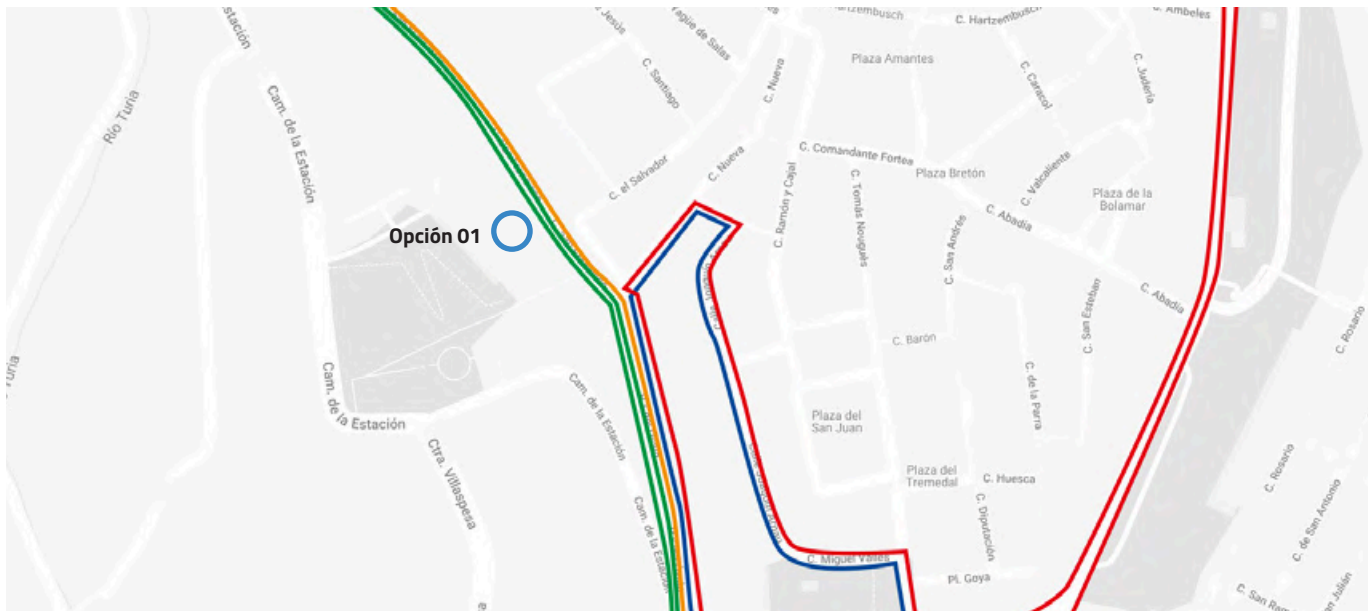 C. Hartzembusch
C. Ambeles
Plaza Amantes
C. Santiago
C. Nueva
C. Caracol
C. Judería
Río Turia
Cam. de la Estación
C. el Salvador
C. Nueva
C. Comandante Fortea
Plaza Bretón
C. Valcaliente
Plaza de la
Bolamar
C. Ramón y Cajal
C. Tomás Nougués
C. San Andrés
C. Abadía
Opción 01
C. Abadía
C. San Esteban
C. Rosario
C. Barón
C. de la Parra
Cam. de la Estación
Cam. de la Estación
Plaza del
San Juan
Ctra. Villaspesa
Plaza del
Tremedal
C. Huesca
C. Rosario
C. Diputación
C. de San Antonio
Cam. de la Estación
C. Miguel Vallés
Pl. Goya